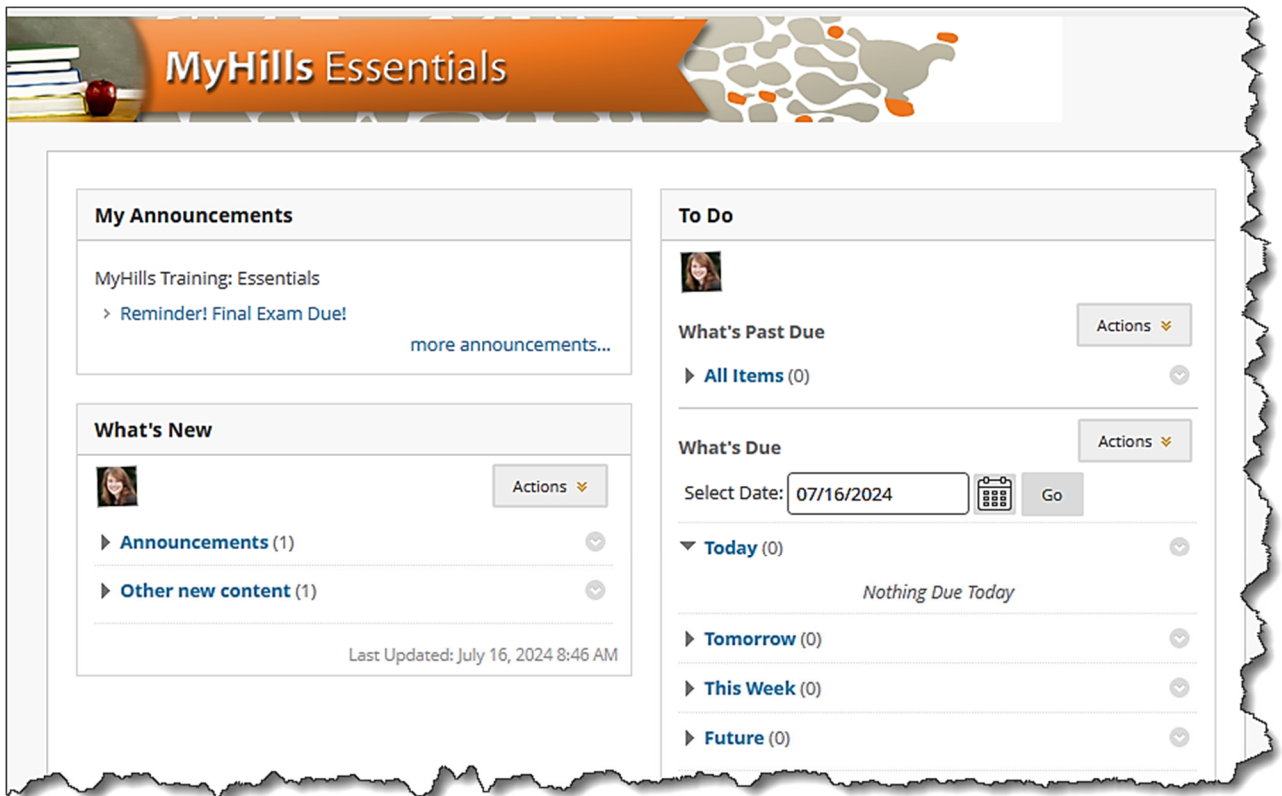 MyHills Essentials
My Announcements
MyHills Training: Essentials
Reminder! Final Exam Due!
more announcements...
What's New
Actions
Announcements (1)
Other new content (1)
Last Updated: July 16, 2024 8:46 AM
To Do
What's Past Due
Actions
All Items (0)
What's Due
Actions
Select Date: 07/16/2024 Go
Today (0)
Nothing Due Today
Tomorrow (0)
This Week (0)
Future (0)